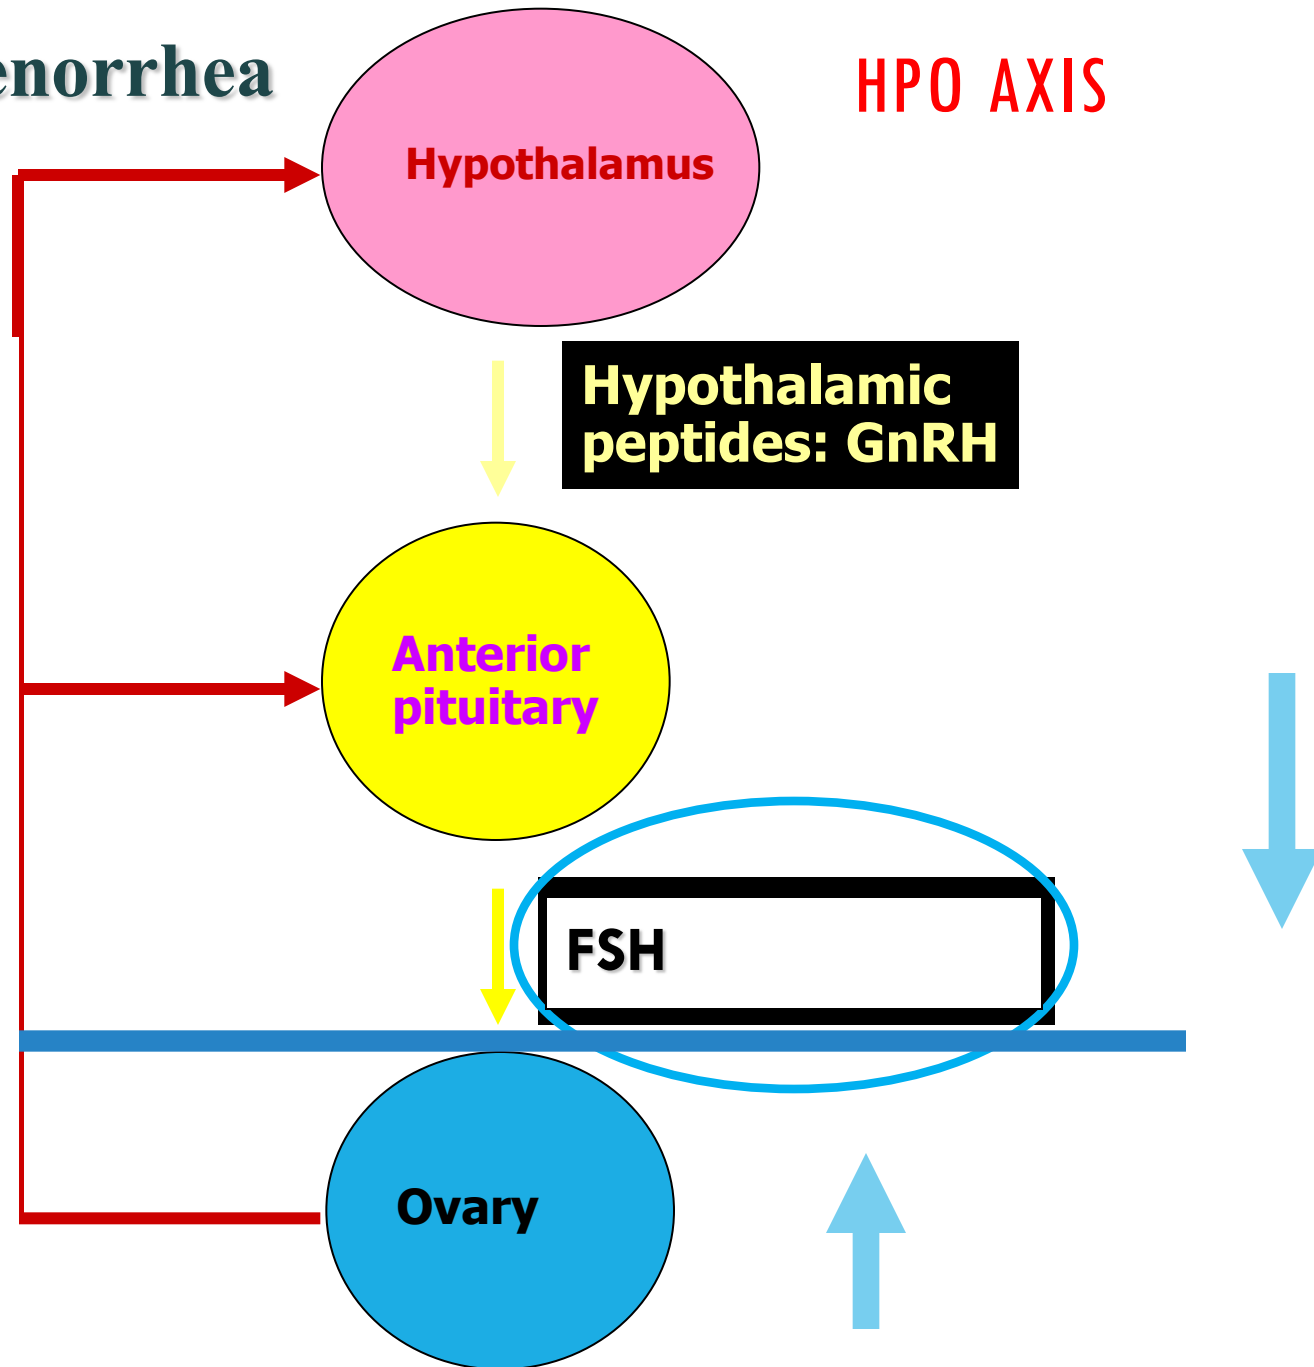 enorrhea
HPO AXIS
Hypothalamus
Hypothalamic
peptides: GnRH
Anterior
pituitary
FSH
Ovary